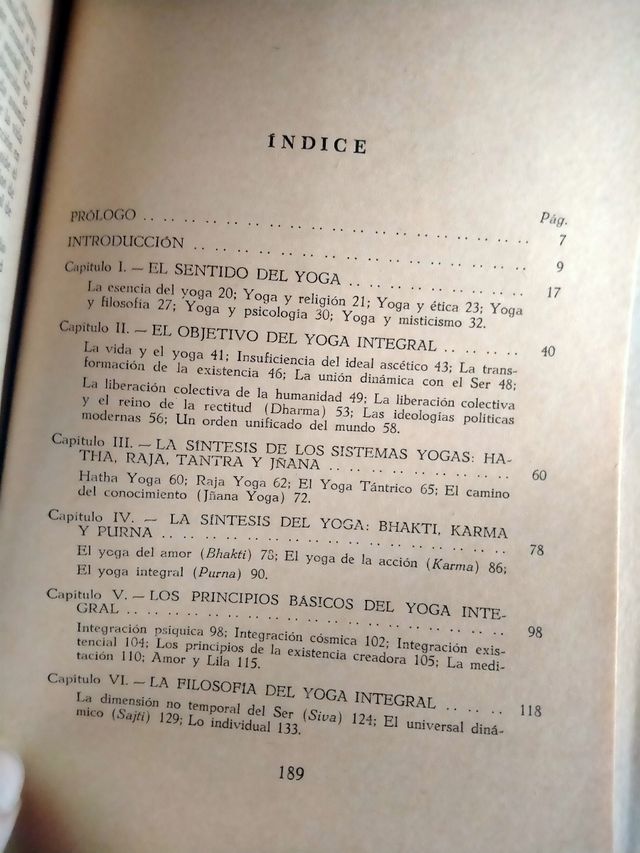 ÍNDICE
Pág.
PRÓLOGO . . . . . . . . . . . . . . . . . . . . . . . . . . 7
INTRODUCCIÓN . . . . . . . . . . . . . . . . . . . . . . . . 9
Capítulo I. — EL SENTIDO DEL YOGA . . . . . . . . . . . . 17
La esencia del yoga 20; Yoga y religión 21; Yoga y ética 23; Yoga
y filosofía 27; Yoga y psicología 30; Yoga y misticismo 32.
Capítulo II. — EL OBJETIVO DEL YOGA INTEGRAL . . . . . . 40
La vida y el yoga 41; Insuficiencia del ideal ascético 43; La trans-
formación de la existencia 46; La unión dinámica con el Ser 48;
La liberación colectiva de la humanidad 49; La liberación colectiva
y el reino de la rectitud (Dharma) 53; Las ideologías políticas
modernas 56; Un orden unificado del mundo 58.
Capítulo III. — LA SÍNTESIS DE LOS SISTEMAS YOGAS: HA-
THA, RAJA, TANTRA Y JÑANA . . . . . . . . . . . . . . 60
Hatha Yoga 60; Raja Yoga 62; El Yoga Tántrico 65; El camino
del conocimiento (Jñana Yoga) 72.
Capítulo IV. — LA SÍNTESIS DEL YOGA: BHAKTI, KARMA
Y PURNA . . . . . . . . . . . . . . . . . . . . . . . . 78
El yoga del amor (Bhakti) 78; El yoga de la acción (Karma) 86;
El yoga integral (Purna) 90.
Capítulo V. — LOS PRINCIPIOS BÁSICOS DEL YOGA INTE-
GRAL . . . . . . . . . . . . . . . . . . . . . . . . . . 98
Integración psíquica 98; Integración cósmica 102; Integración exis-
tencial 104; Los principios de la existencia creadora 105; La medi-
tación 110; Amor y Lila 115.
Capítulo VI. — LA FILOSOFÍA DEL YOGA INTEGRAL . . . . . 118
La dimensión no temporal del Ser (Siva) 124; El universal diná-
mico (Sajti) 129; Lo individual 133.
189